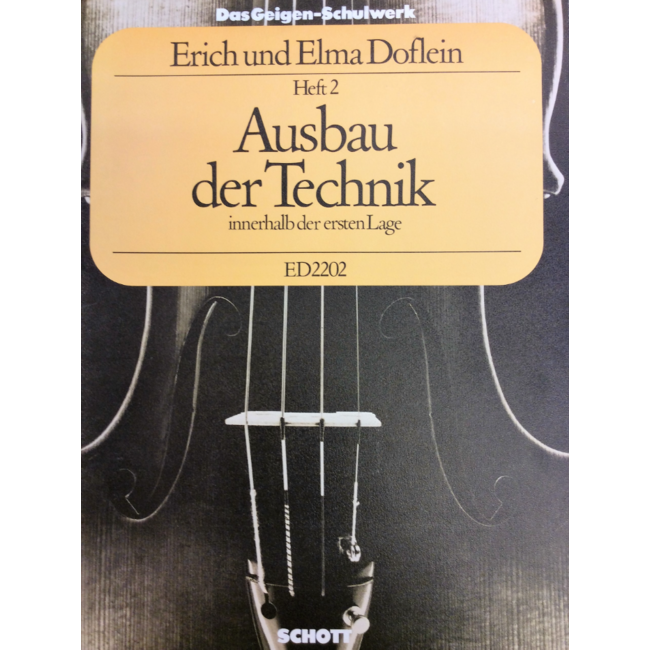 Das Geigen-Schulwerk
Erich und Elma Doflein
Heft 2
Ausbau
der Technik
innerhalb der ersten Lage
ED2202
SCHOTT